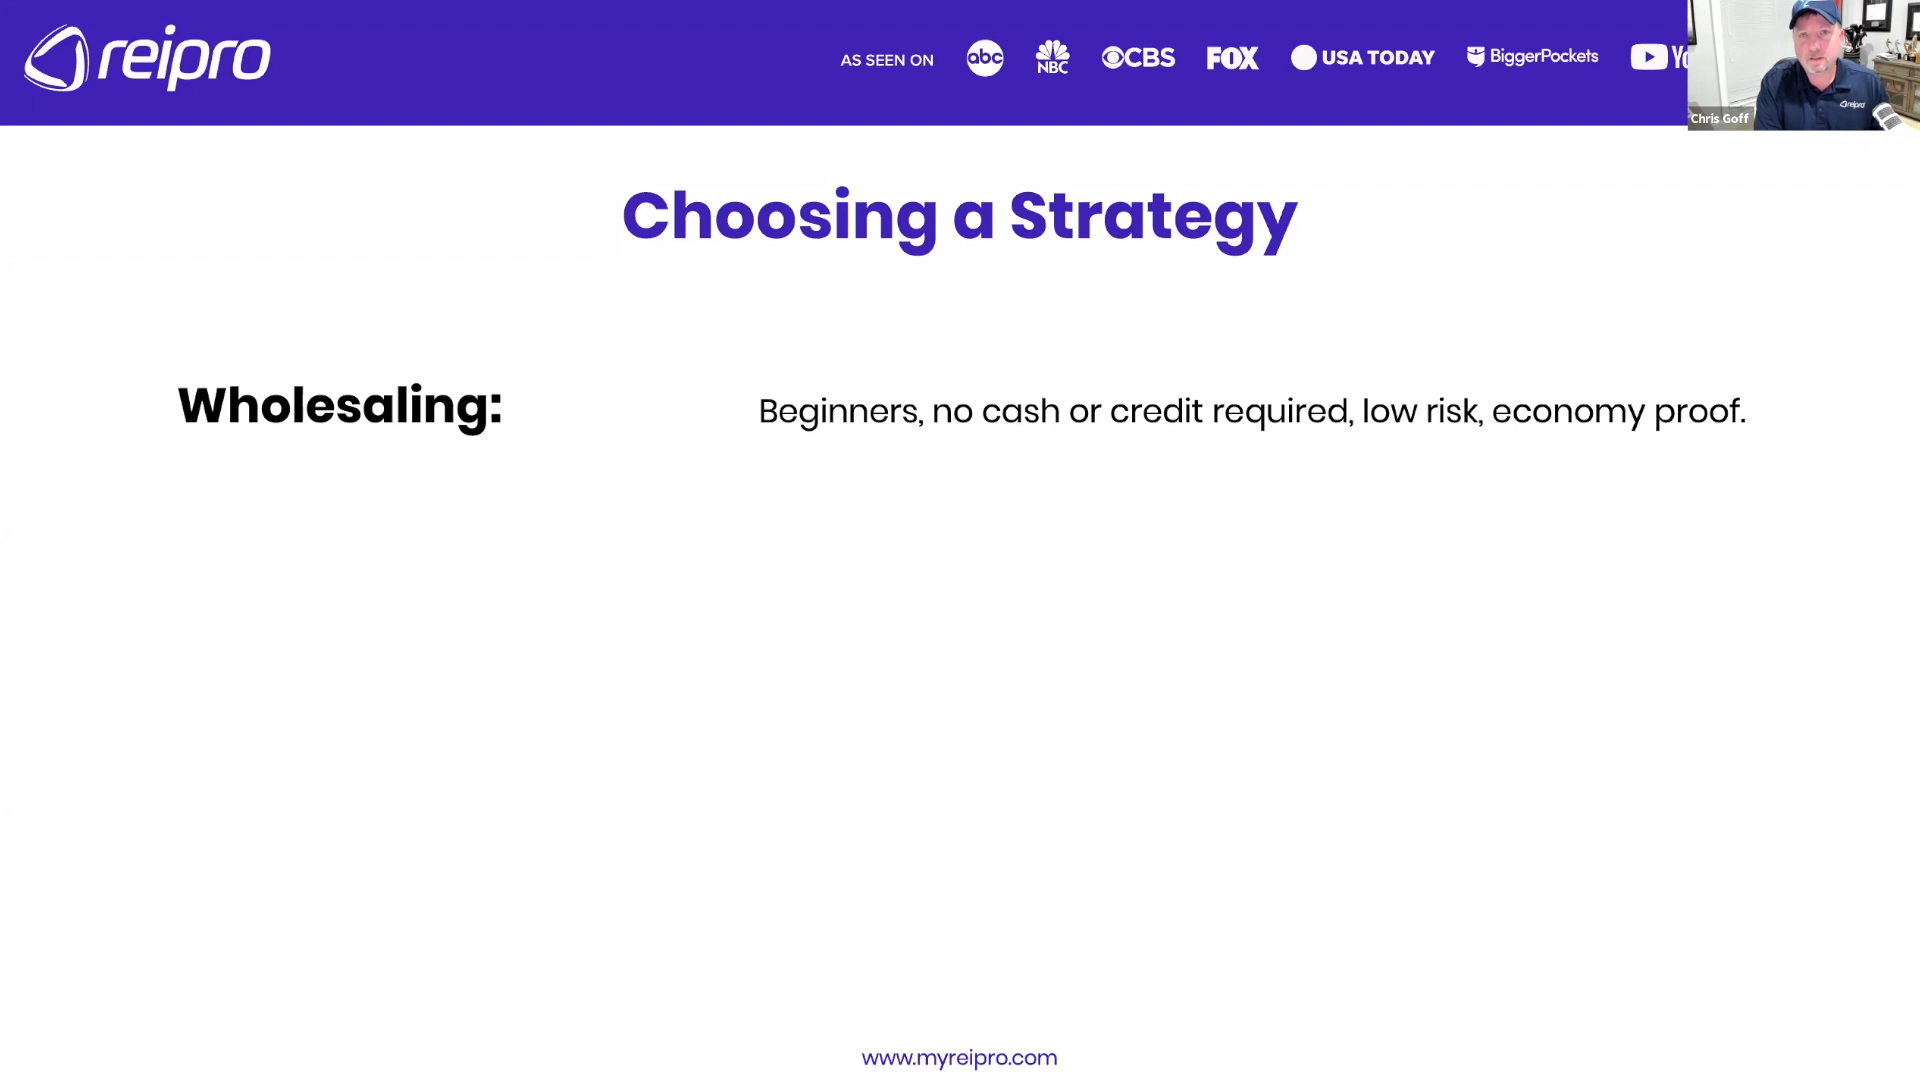 reipro
AS SEEN ON
abc
NBC
CBS
FOX
USA TODAY
BiggerPockets
reipro
Chris Goff
Choosing a Strategy
Wholesaling:
Beginners, no cash or credit required, low risk, economy proof.
www.myreipro.com